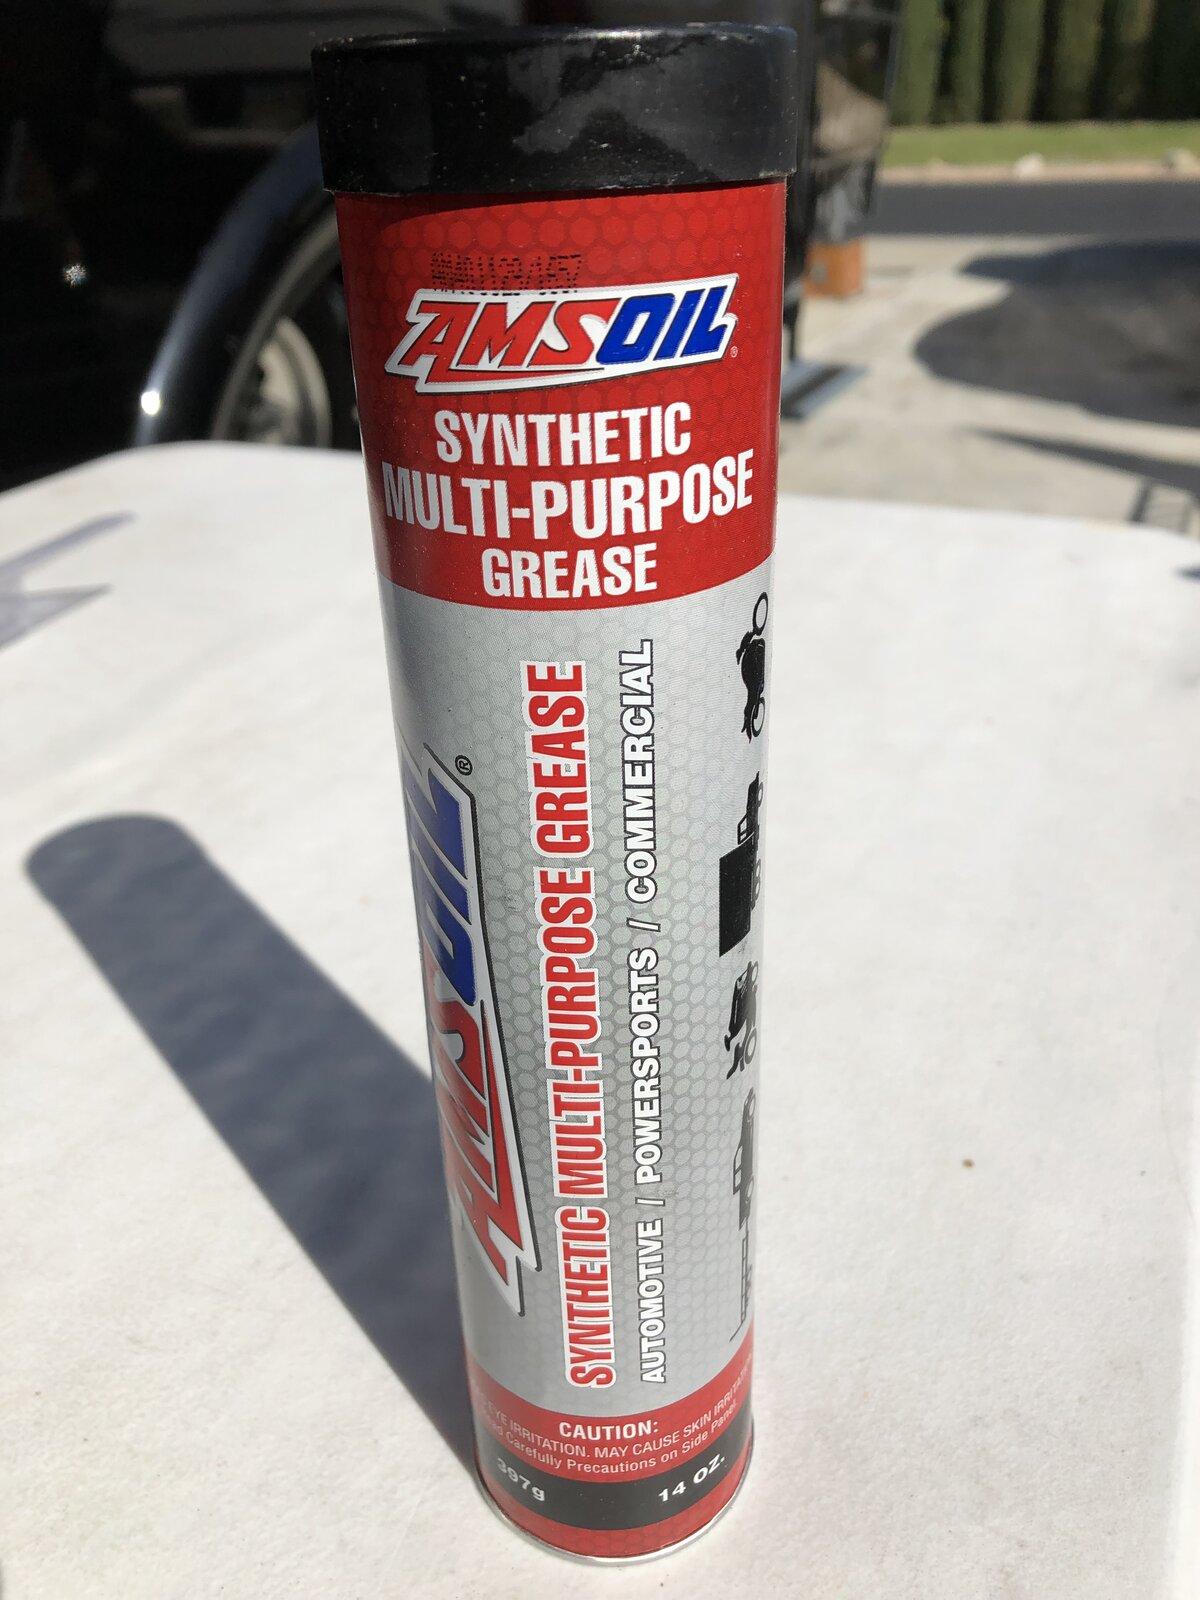 AMSOIL®
SYNTHETIC
MULTI-PURPOSE
GREASE
AMSOIL®
SYNTHETIC MULTI-PURPOSE GREASE
AUTOMOTIVE / POWERSPORTS / COMMERCIAL
CAUTION:
EYE IRRITATION. MAY CAUSE SKIN IRRITATION
Carefully Precautions on Side Panel.
397g 14 OZ.